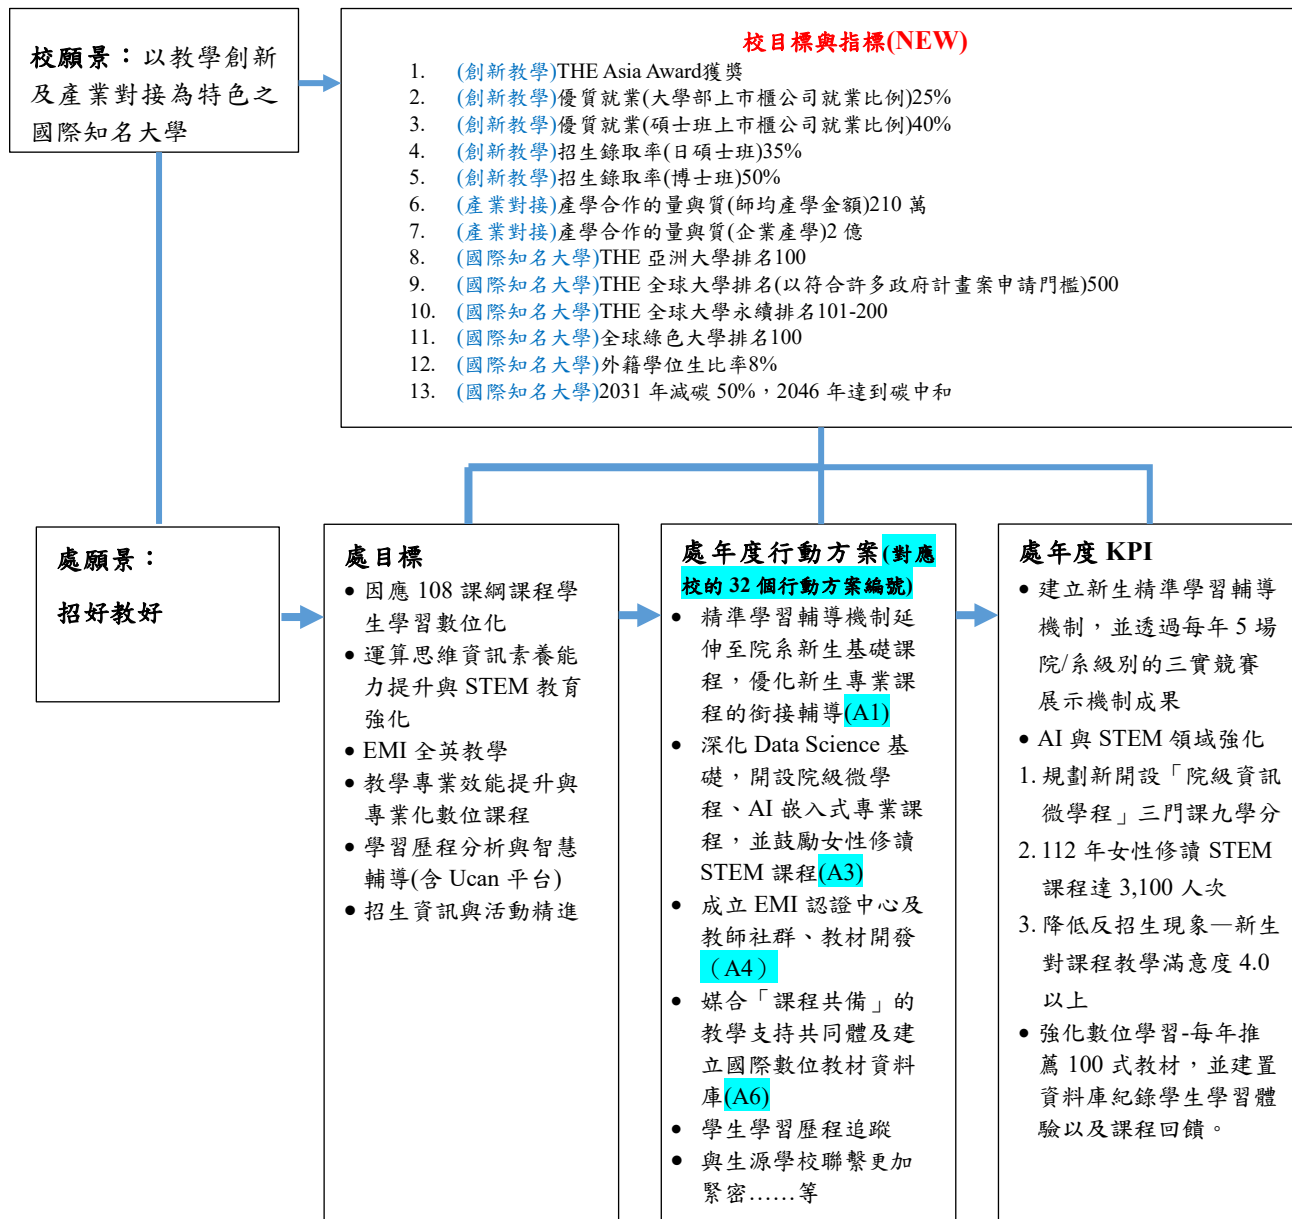 校願景：以教學創新
及產業對接為特色之
國際知名大學
校目標與指標(NEW)
1. (創新教學)THE Asia Award獲獎
2. (創新教學)優質就業(大學部上市櫃公司就業比例)25%
3. (創新教學)優質就業(碩士班上市櫃公司就業比例)40%
4. (創新教學)招生錄取率(日碩士班)35%
5. (創新教學)招生錄取率(博士班)50%
6. (產業對接)產學合作的量與質(師均產學金額)210 萬
7. (產業對接)產學合作的量與質(企業產學)2 億
8. (國際知名大學)THE 亞洲大學排名100
9. (國際知名大學)THE 全球大學排名(以符合許多政府計畫案申請門檻)500
10. (國際知名大學)THE 全球大學永續排名101-200
11. (國際知名大學)全球綠色大學排名100
12. (國際知名大學)外籍學位生比率8%
13. (國際知名大學)2031 年減碳 50%，2046 年達到碳中和
處願景：
招好教好
處目標
• 因應 108 課綱課程學
生學習數位化
• 運算思維資訊素養能
力提升與 STEM 教育
強化
• EMI 全英教學
• 教學專業效能提升與
專業化數位課程
• 學習歷程分析與智慧
輔導(含 Ucan 平台)
• 招生資訊與活動精進
處年度行動方案(對應
校的 32 個行動方案編號)
• 精準學習輔導機制延
伸至院系新生基礎課
程，優化新生專業課
程的銜接輔導(A1)
• 深化 Data Science 基
礎，開設院級微學
程、AI 嵌入式專業課
程，並鼓勵女性修讀
STEM 課程(A3)
• 成立 EMI 認證中心及
教師社群、教材開發
（A4）
• 媒合「課程共備」的
教學支持共同體及建
立國際數位教材資料
庫(A6)
• 學生學習歷程追蹤
• 與生源學校聯繫更加
緊密……等
處年度 KPI
• 建立新生精準學習輔導
機制，並透過每年 5 場
院/系級別的三實競賽
展示機制成果
• AI 與 STEM 領域強化
1. 規劃新開設「院級資訊
微學程」三門課九學分
2. 112 年女性修讀 STEM
課程達 3,100 人次
3. 降低反招生現象—新生
對課程教學滿意度 4.0
以上
• 強化數位學習-每年推
薦 100 式教材，並建置
資料庫紀錄學生學習體
驗以及課程回饋。